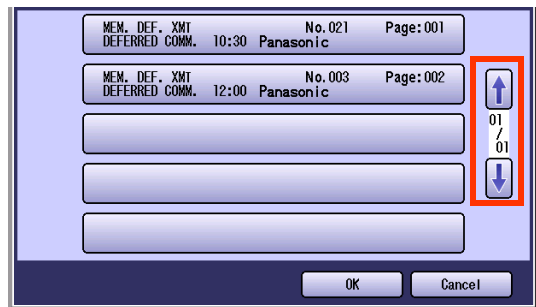 MEM. DEF. XMT No.021 Page:001
DEFERRED COMM. 10:30 Panasonic
MEM. DEF. XMT No.003 Page:002
DEFERRED COMM. 12:00 Panasonic
01
/
01
OK Cancel